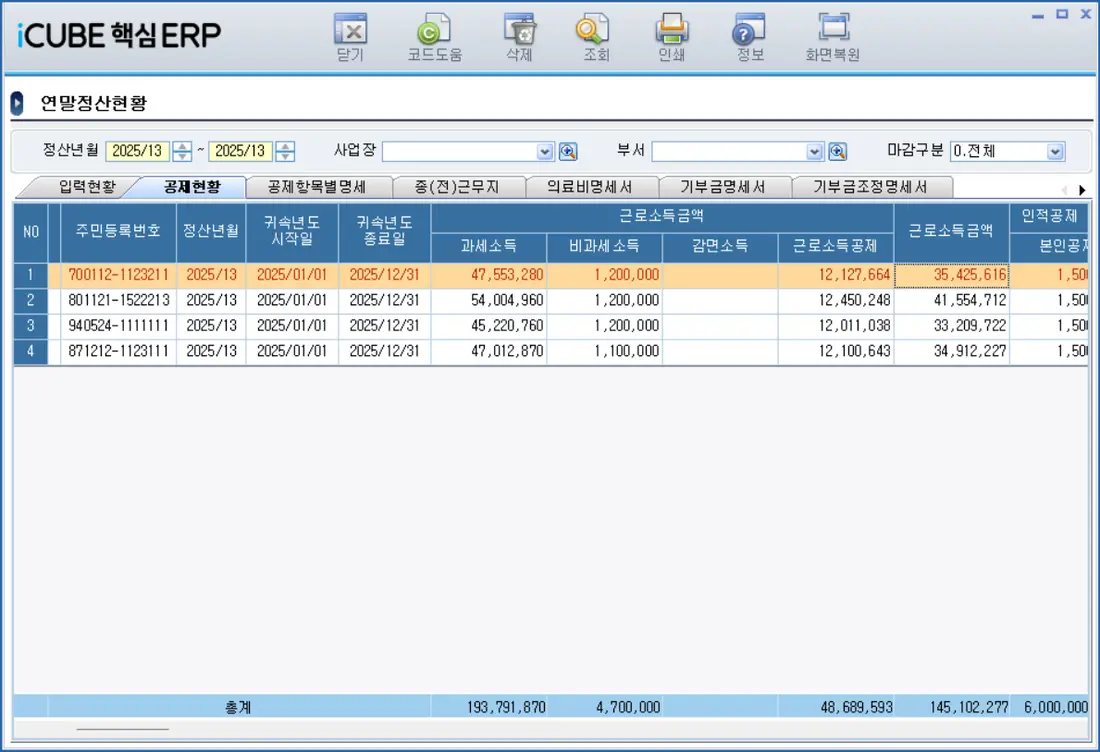 iCUBE 핵심ERP
닫기 코드도움 삭제 조회 인쇄 정보 화면복원
연말정산현황
정산년월 2025/13 ~ 2025/13 사업장 부서 마감구분 0.전체
입력현황 공제현황 공제항목별명세 종(전)근무지 의료비명세서 기부금명세서 기부금조정명세서
NO 주민등록번호 정산년월 귀속년도 시작일 귀속년도 종료일 근로소득금액 근로소득금액 인적공제
과세소득 비과세소득 감면소득 근로소득공제 본인공제
1 700112-1123211 2025/13 2025/01/01 2025/12/31 47,553,280 1,200,000 12,127,664 35,425,616 1,50
2 801121-1522213 2025/13 2025/01/01 2025/12/31 54,004,960 1,200,000 12,450,248 41,554,712 1,50
3 940524-1111111 2025/13 2025/01/01 2025/12/31 45,220,760 1,200,000 12,011,038 33,209,722 1,50
4 871212-1123111 2025/13 2025/01/01 2025/12/31 47,012,870 1,100,000 12,100,643 34,912,227 1,50
총계 193,791,870 4,700,000 48,689,593 145,102,277 6,000,000